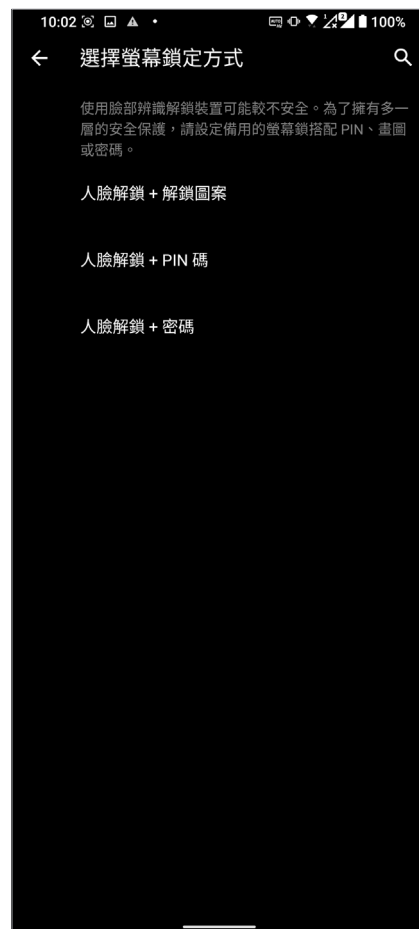 10:02 100%
選擇螢幕鎖定方式
使用臉部辨識解鎖裝置可能較不安全。為了擁有多一
層的安全保護，請設定備用的螢幕鎖搭配 PIN、畫圖
或密碼。
人臉解鎖 + 解鎖圖案
人臉解鎖 + PIN 碼
人臉解鎖 + 密碼